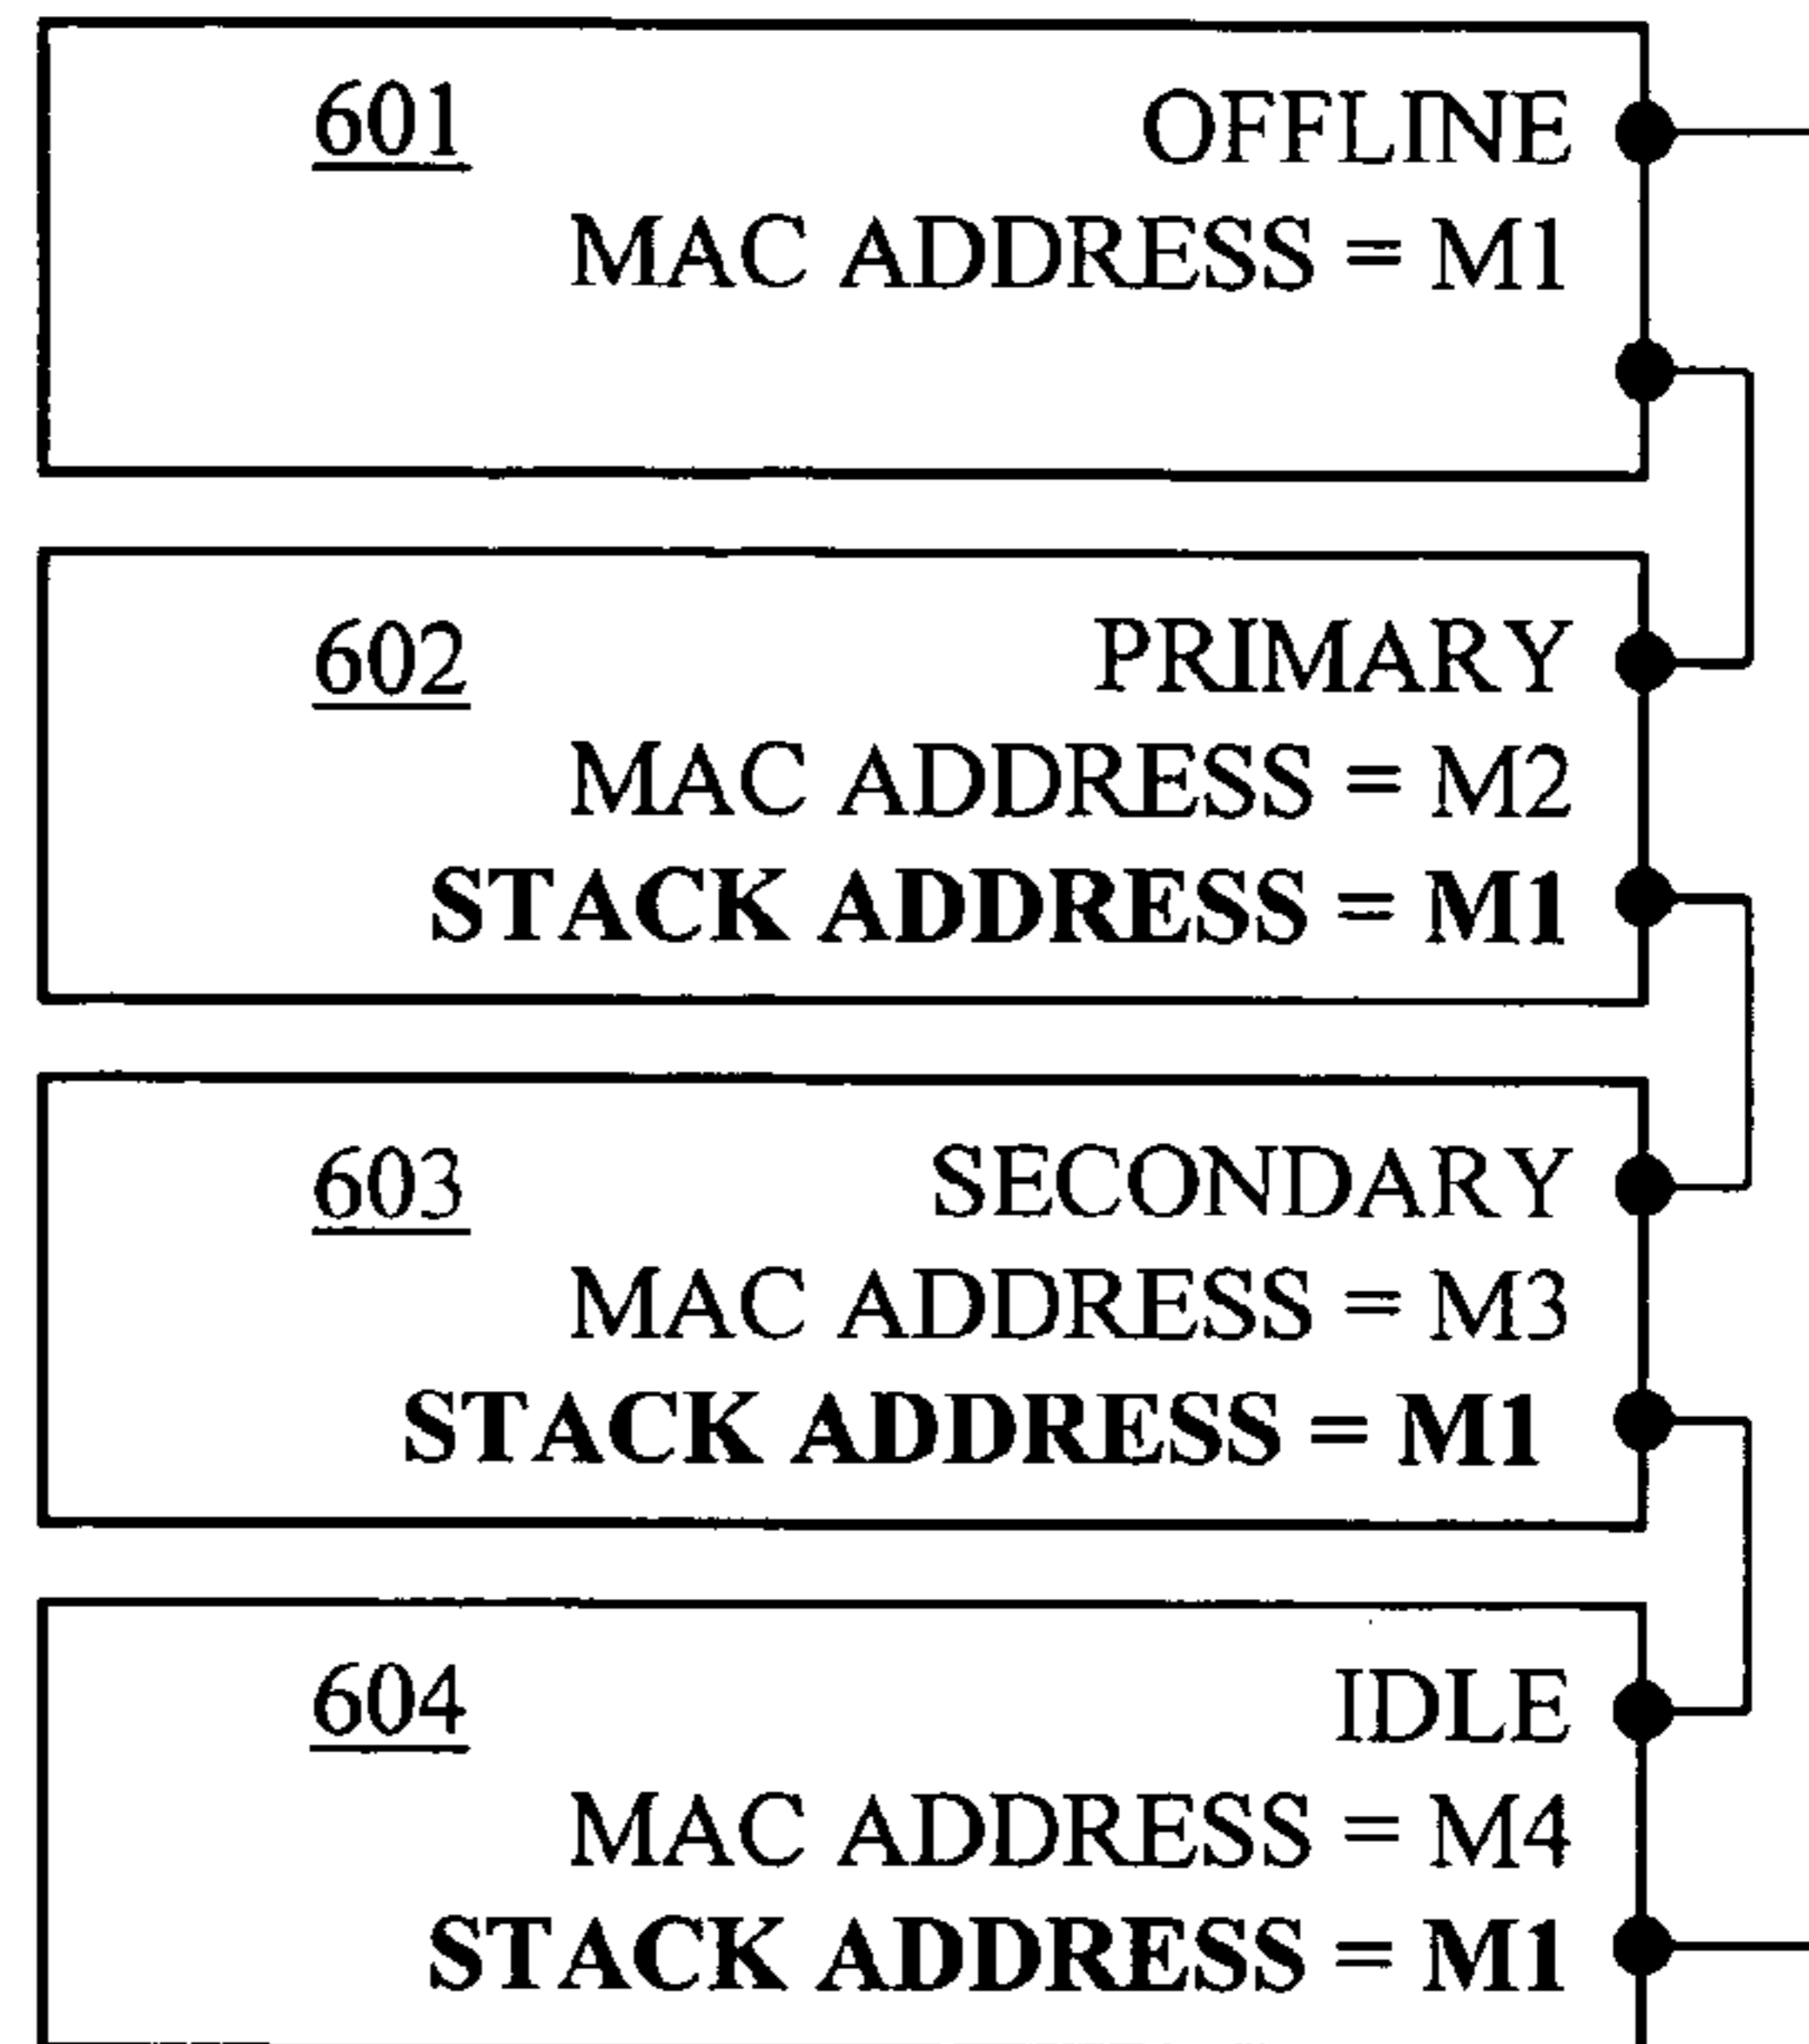 601 OFFLINE
MAC ADDRESS = M1
602 PRIMARY
MAC ADDRESS = M2
STACK ADDRESS = M1
603 SECONDARY
MAC ADDRESS = M3
STACK ADDRESS = M1
604 IDLE
MAC ADDRESS = M4
STACK ADDRESS = M1